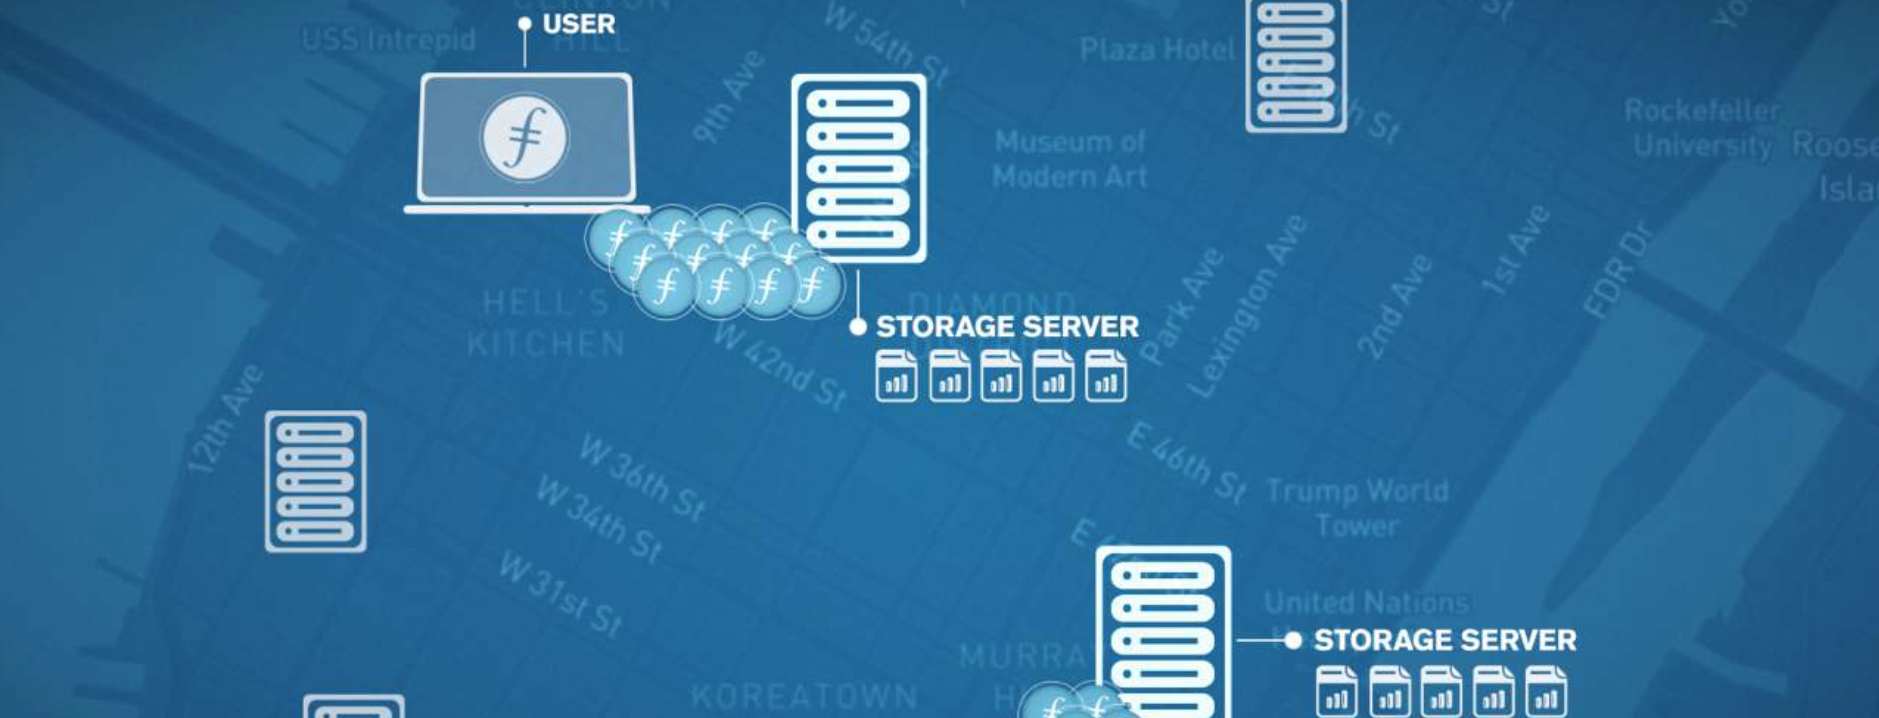 USER
USS Intrepid
HILL
W 54th St
Plaza Hotel
9th Ave
Museum of
Modern Art
Rockefeller
University
HELL'S
KITCHEN
DIAMOND
STORAGE SERVER
W 42nd St
Park Ave
Lexington Ave
2nd Ave
1st Ave
FDR Dr
12th Ave
W 36th St
W 34th St
W 31st St
E 46th St
Trump World
Tower
United Nations
STORAGE SERVER
KOREATOWN